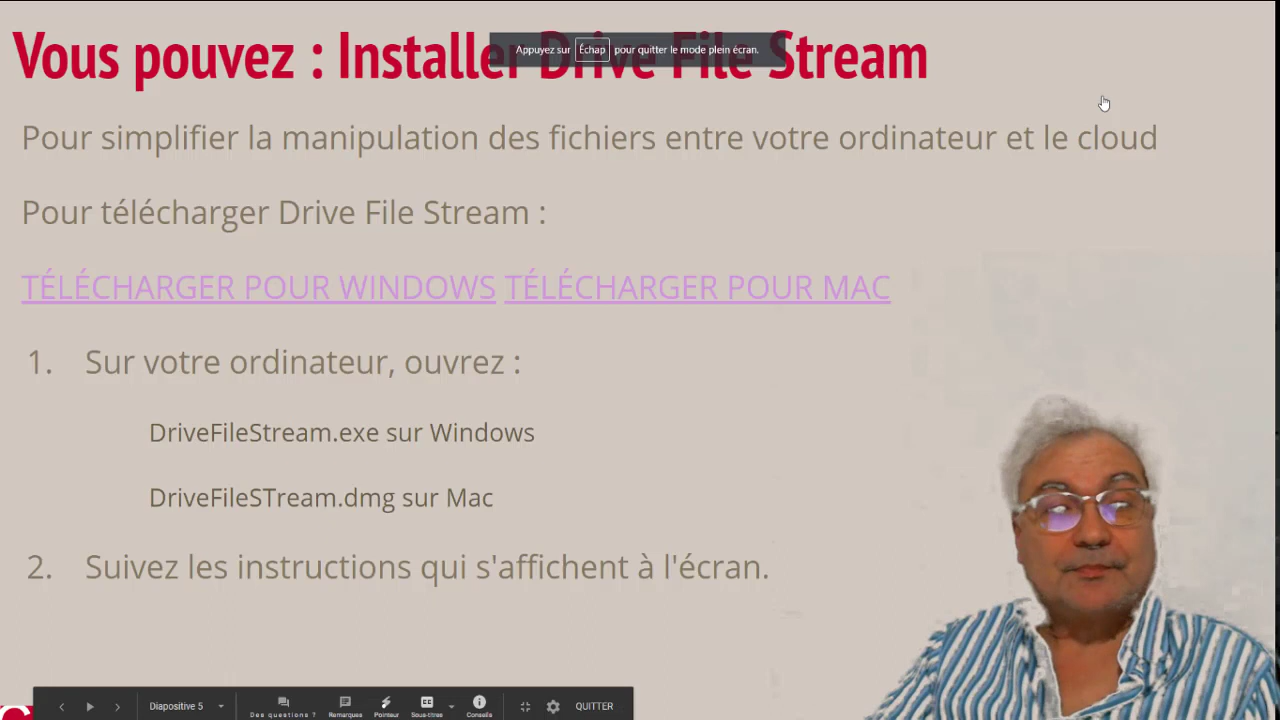 Vous pouvez : Installer Drive File Stream
Appuyez sur Échap pour quitter le mode plein écran.
Pour simplifier la manipulation des fichiers entre votre ordinateur et le cloud
Pour télécharger Drive File Stream :
TÉLÉCHARGER POUR WINDOWS TÉLÉCHARGER POUR MAC
1. Sur votre ordinateur, ouvrez :
DriveFileStream.exe sur Windows
DriveFileSTream.dmg sur Mac
2. Suivez les instructions qui s'affichent à l'écran.
Diapositive 5 Des questions ? Remarques Pointeur Sous-titres Conseils QUITTER